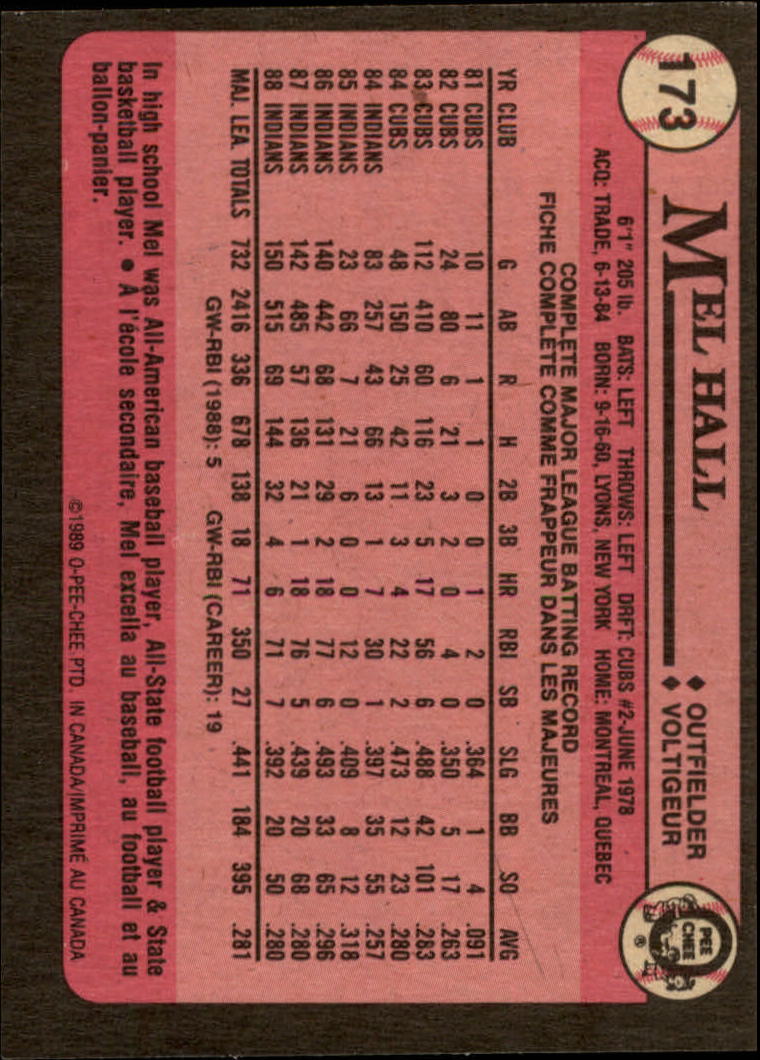 173
MEL HALL
♦ OUTFIELDER
♦ VOLTIGEUR
O
PEE
CHEE
®
6'1" 205 lb. BATS: LEFT THROWS: LEFT DRFT: CUBS #2-JUNE 1978
ACQ: TRADE, 6-13-84 BORN: 9-16-60, LYONS, NEW YORK HOME: MONTREAL, QUEBEC
COMPLETE MAJOR LEAGUE BATTING RECORD
FICHE COMPLÈTE COMME FRAPPEUR DANS LES MAJEURES
YR CLUB G AB R H 2B 3B HR RBI SB SLG BB SO AVG
81 CUBS 10 11 1 1 0 0 1 2 0 .364 1 4 .091
82 CUBS 24 80 6 21 3 2 0 4 0 .350 5 17 .263
83 CUBS 112 410 60 116 23 5 17 56 6 .488 42 101 .283
84 CUBS 48 150 25 42 11 3 4 22 2 .473 12 23 .280
84 INDIANS 83 257 43 66 13 1 7 30 1 .397 35 55 .257
85 INDIANS 23 66 7 21 6 0 0 12 0 .409 8 12 .318
86 INDIANS 140 442 68 131 29 2 18 77 6 .493 33 65 .296
87 INDIANS 142 485 57 136 21 1 18 76 5 .439 20 68 .280
88 INDIANS 150 515 69 144 32 4 6 71 7 .392 20 50 .280
MAJ. LEA. TOTALS 732 2416 336 678 138 18 71 350 27 .441 184 395 .281
GW-RBI (1988): 5 GW-RBI (CAREER): 19
In high school Mel was All-American baseball player, All-State football player & State
basketball player. ● À l'école secondaire, Mel excella au baseball, au football et au
ballon-panier.
©1989 O-PEE-CHEE PTD. IN CANADA/IMPRIMÉ AU CANADA